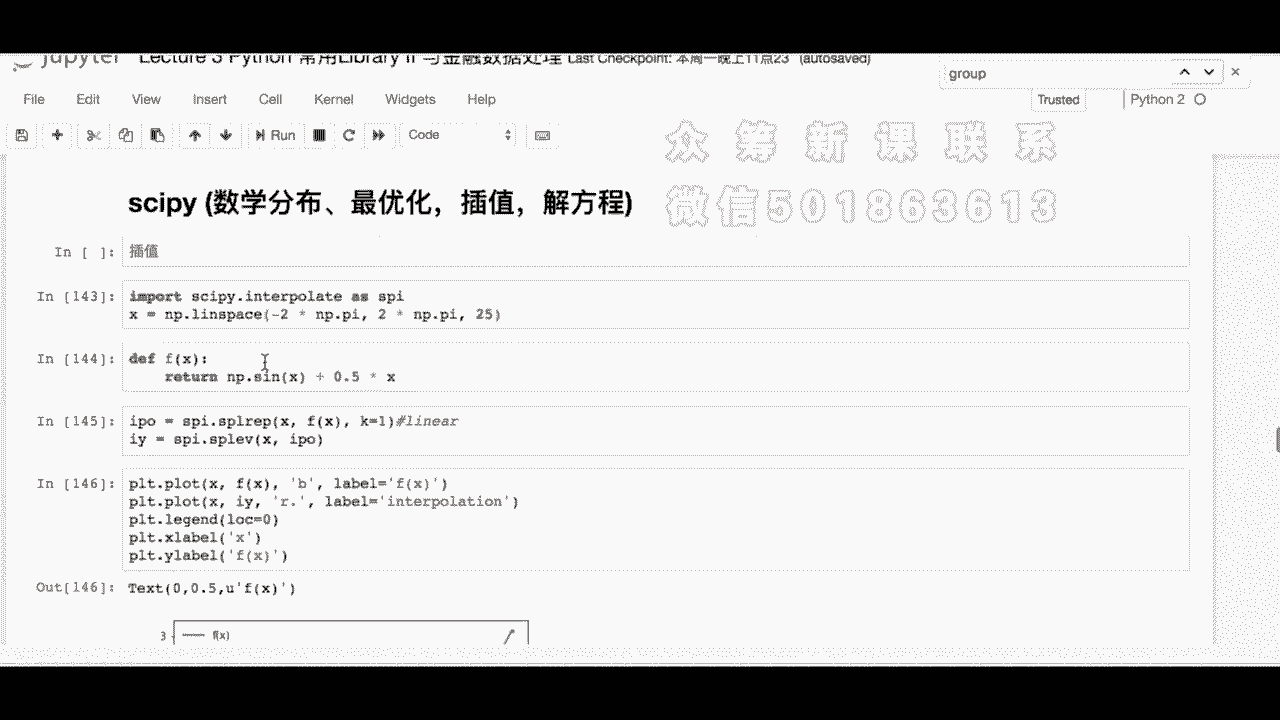 jupyter Lecture 3 Python 常用Library II 与金融数据处理 Last Checkpoint: 本周一晚上11点23 (autosaved)
group
File Edit View Insert Cell Kernel Widgets Help
Trusted
Python 2
Run
Code
众筹新课联系
微信501863613
scipy (数学分布、最优化，插值，解方程)
In [ ]: 插值
In [143]: import scipy.interpolate as spi
x = np.linspace(-2 * np.pi, 2 * np.pi, 25)
In [144]: def f(x):
return np.sin(x) + 0.5 * x
In [145]: ipo = spi.splrep(x, f(x), k=1)#linear
iy = spi.splev(x, ipo)
In [146]: plt.plot(x, f(x), 'b', label='f(x)')
plt.plot(x, iy, 'r.', label='interpolation')
plt.legend(loc=0)
plt.xlabel('x')
plt.ylabel('f(x)')
Out[146]: Text(0,0.5,u'f(x)')
3
f(x)